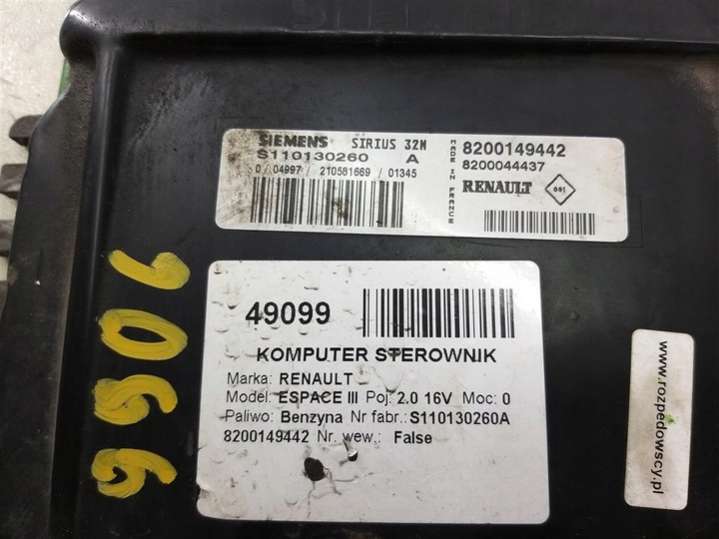 SIEMENS SIRIUS 32N
S110130260 A
0 / 04997 / 210581669 / 01345
MADE IN FRANCE
8200149442
8200044437
RENAULT
49099
KOMPUTER STEROWNIK
Marka: RENAULT
Model: ESPACE III Poj: 2.0 16V Moc: 0
Paliwo: Benzyna Nr fabr.: S110130260A
8200149442 Nr. wew.: False
www.rozpedowscy.pl